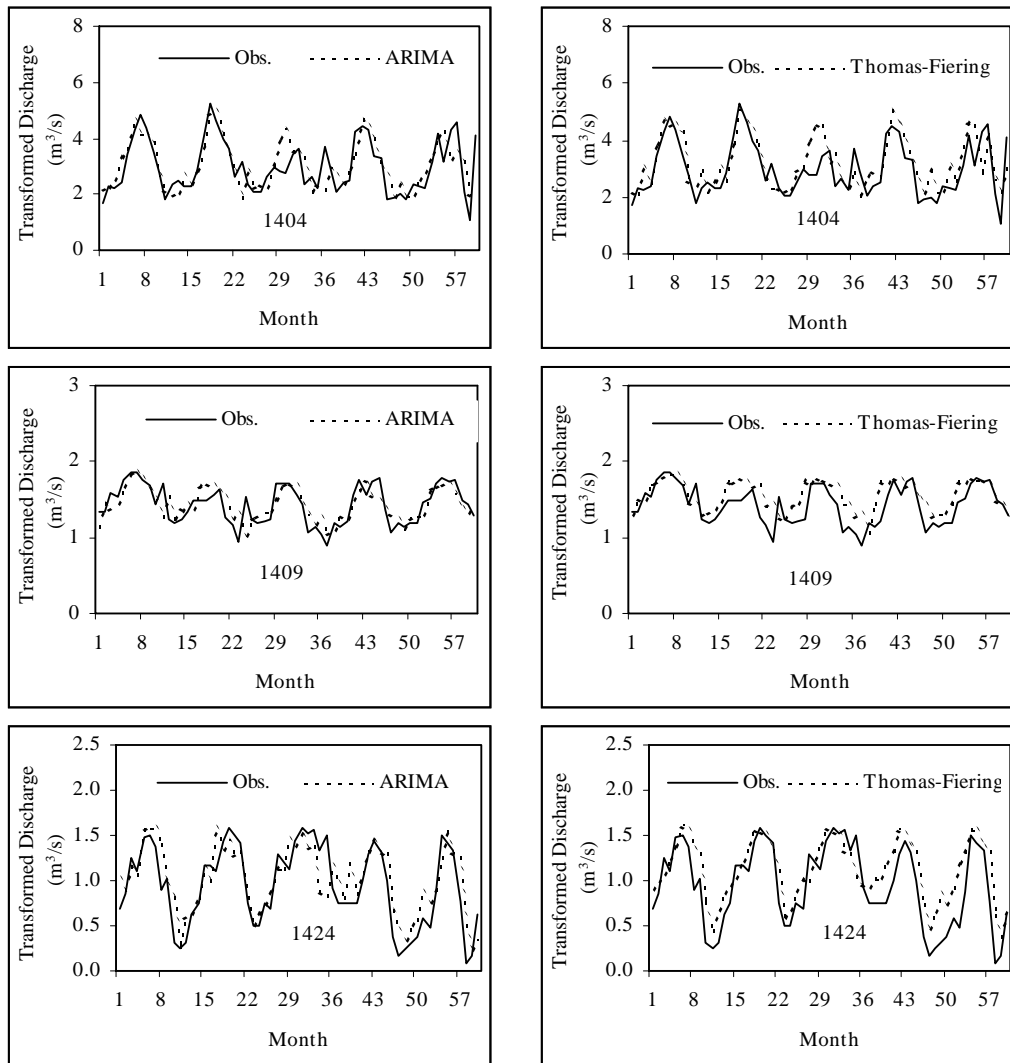 8
6
4
2
0
Transformed Discharge
(m³/s)
Obs.
ARIMA
1404
1 8 15 22 29 36 43 50 57
Month
8
6
4
2
0
Transformed Discharge
(m³/s)
Obs.
Thomas-Fiering
1404
1 8 15 22 29 36 43 50 57
Month
3
2
1
0
Transformed Discharge
(m³/s)
Obs.
ARIMA
1409
1 8 15 22 29 36 43 50 57
Month
3
2
1
0
Transformed Discharge
(m³/s)
Obs.
Thomas-Fiering
1409
1 8 15 22 29 36 43 50 57
Month
2.5
2.0
1.5
1.0
0.5
0.0
Transformed Discharge
(m³/s)
Obs.
ARIMA
1424
1 8 15 22 29 36 43 50 57
Month
2.5
2.0
1.5
1.0
0.5
0.0
Transformed Discharge
(m³/s)
Obs.
Thomas-Fiering
1424
1 8 15 22 29 36 43 50 57
Month